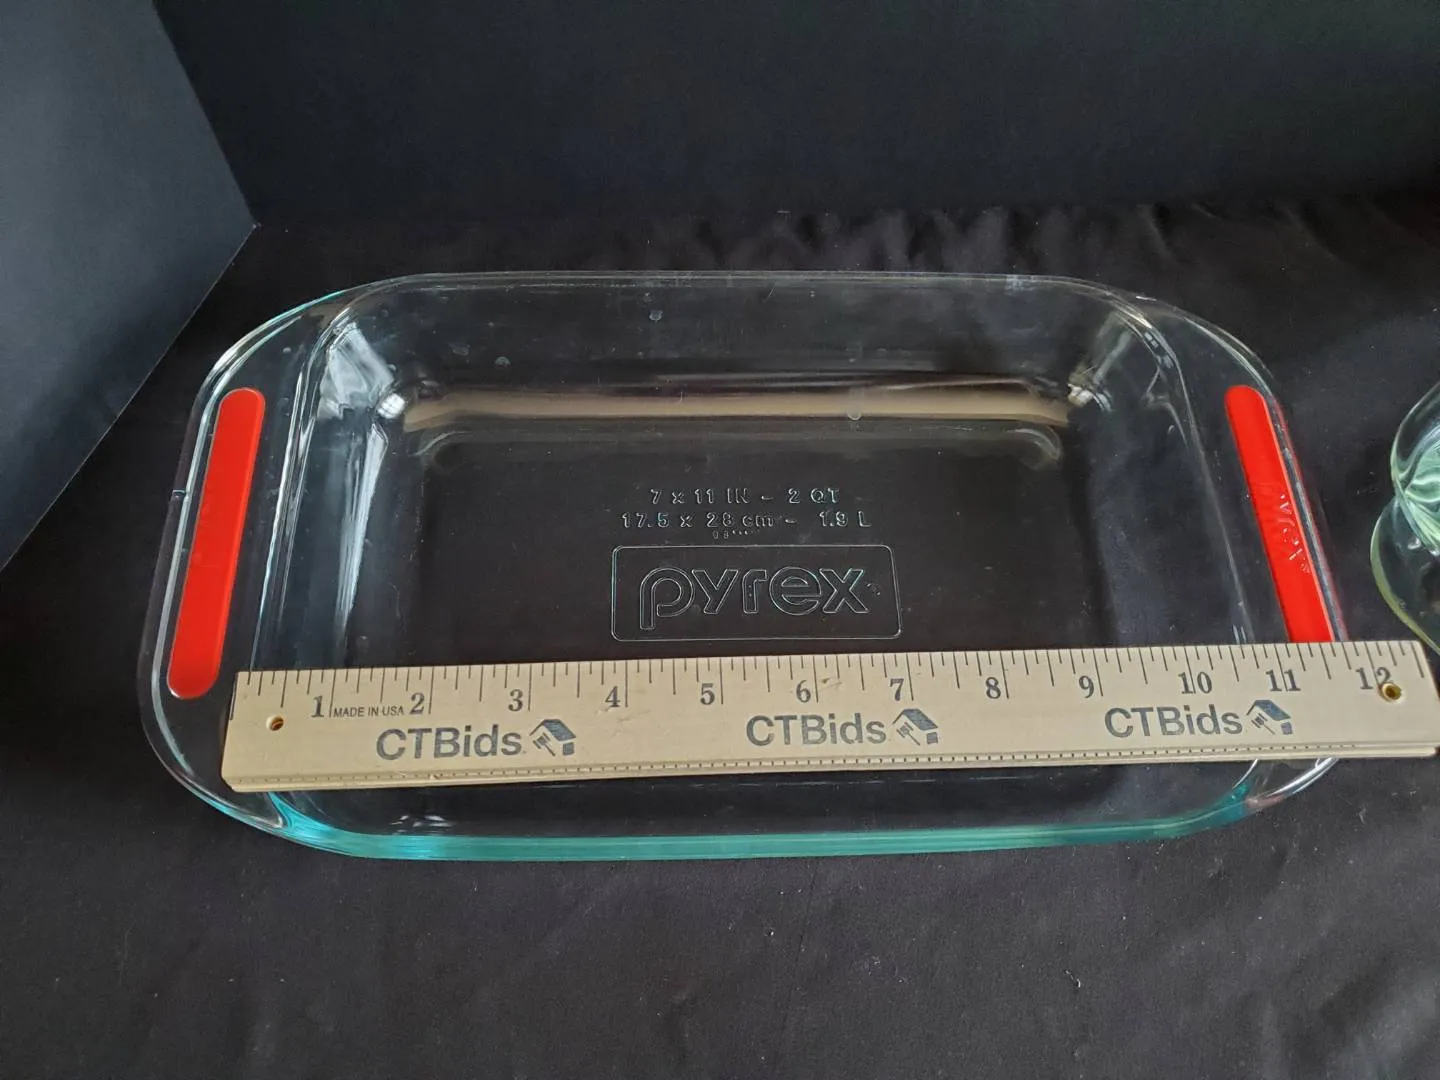 7 x 11 IN - 2 QT
17.5 x 28 cm - 1.9 L
pyrex
pyrex®
1 2 3 4 5 6 7 8 9 10 11 12
MADE IN USA
CTBids CTBids CTBids